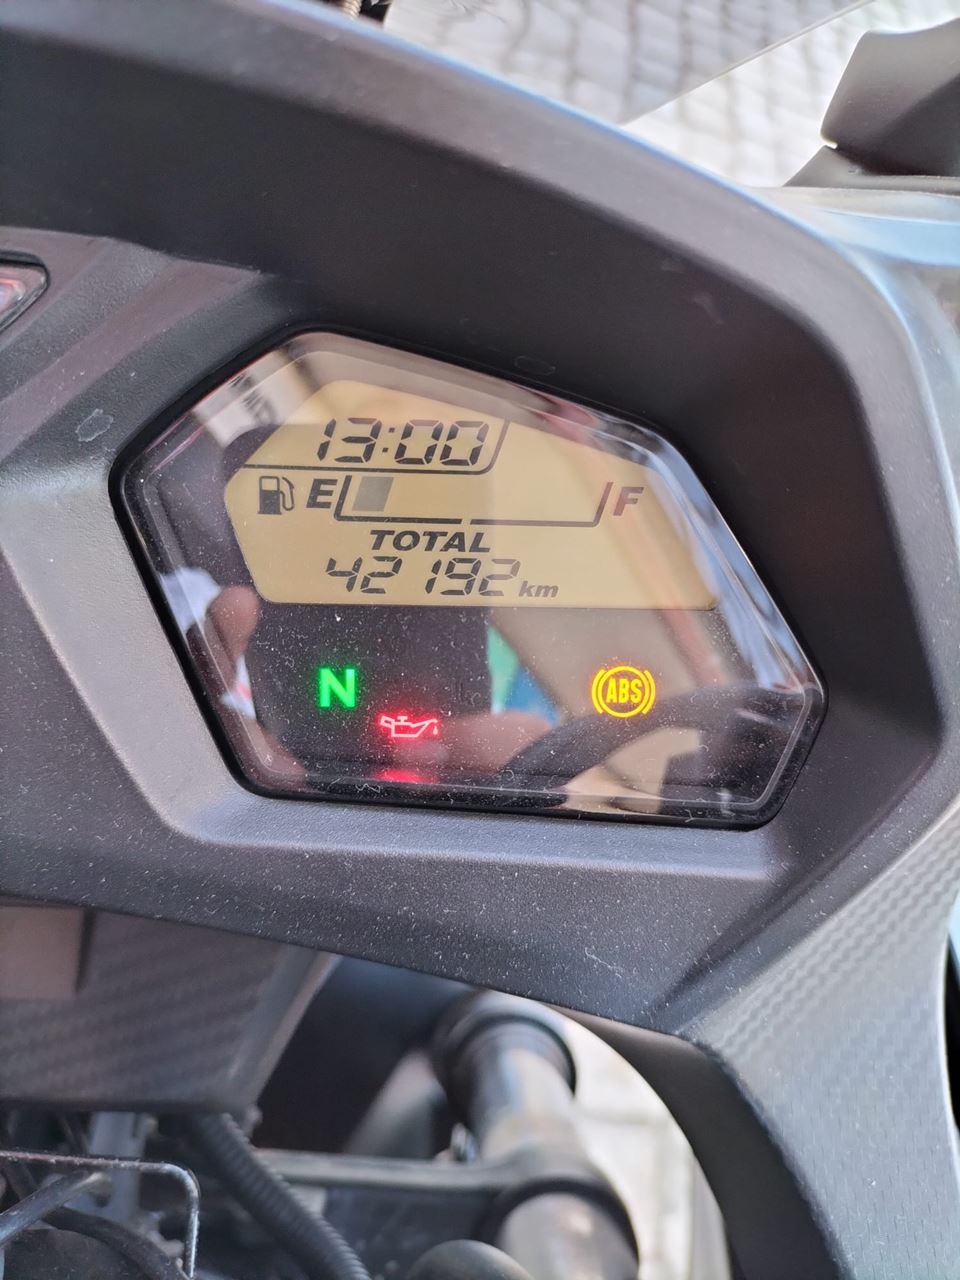 13:00
E F
TOTAL
42192 km
N
ABS